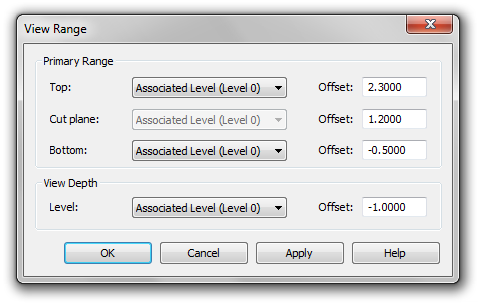 View Range
Primary Range
Top: Associated Level (Level 0) Offset: 2.3000
Cut plane: Associated Level (Level 0) Offset: 1.2000
Bottom: Associated Level (Level 0) Offset: -0.5000
View Depth
Level: Associated Level (Level 0) Offset: -1.0000
OK Cancel Apply Help